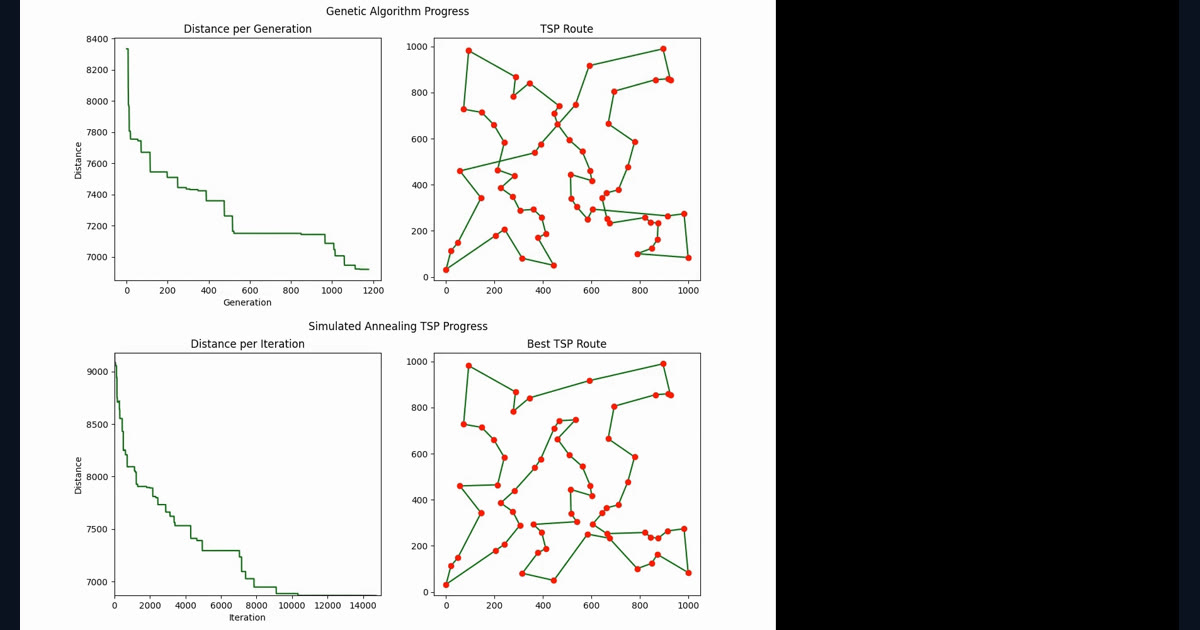 Genetic Algorithm Progress
Distance per Generation
TSP Route
8400
8200
8000
7800
7600
7400
7200
7000
Distance
0 200 400 600 800 1000 1200
Generation
1000
800
600
400
200
0
0 200 400 600 800 1000
Simulated Annealing TSP Progress
Distance per Iteration
Best TSP Route
9000
8500
8000
7500
7000
Distance
0 2000 4000 6000 8000 10000 12000 14000
Iteration
1000
800
600
400
200
0
0 200 400 600 800 1000